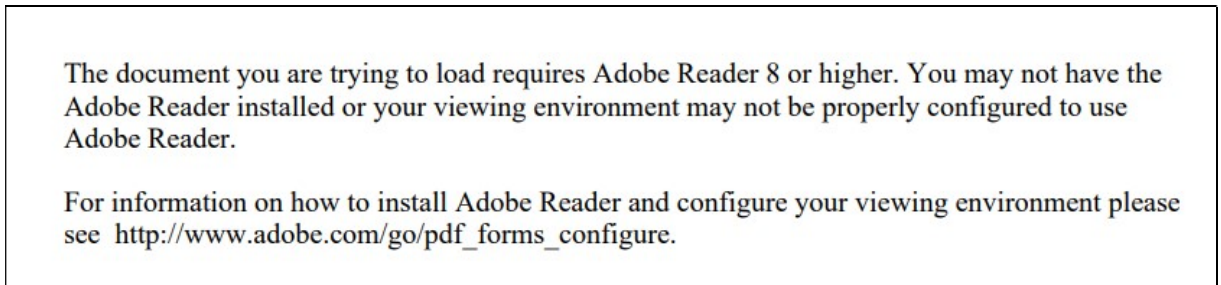 The document you are trying to load requires Adobe Reader 8 or higher. You may not have the
Adobe Reader installed or your viewing environment may not be properly configured to use
Adobe Reader.
For information on how to install Adobe Reader and configure your viewing environment please
see  http://www.adobe.com/go/pdf_forms_configure.